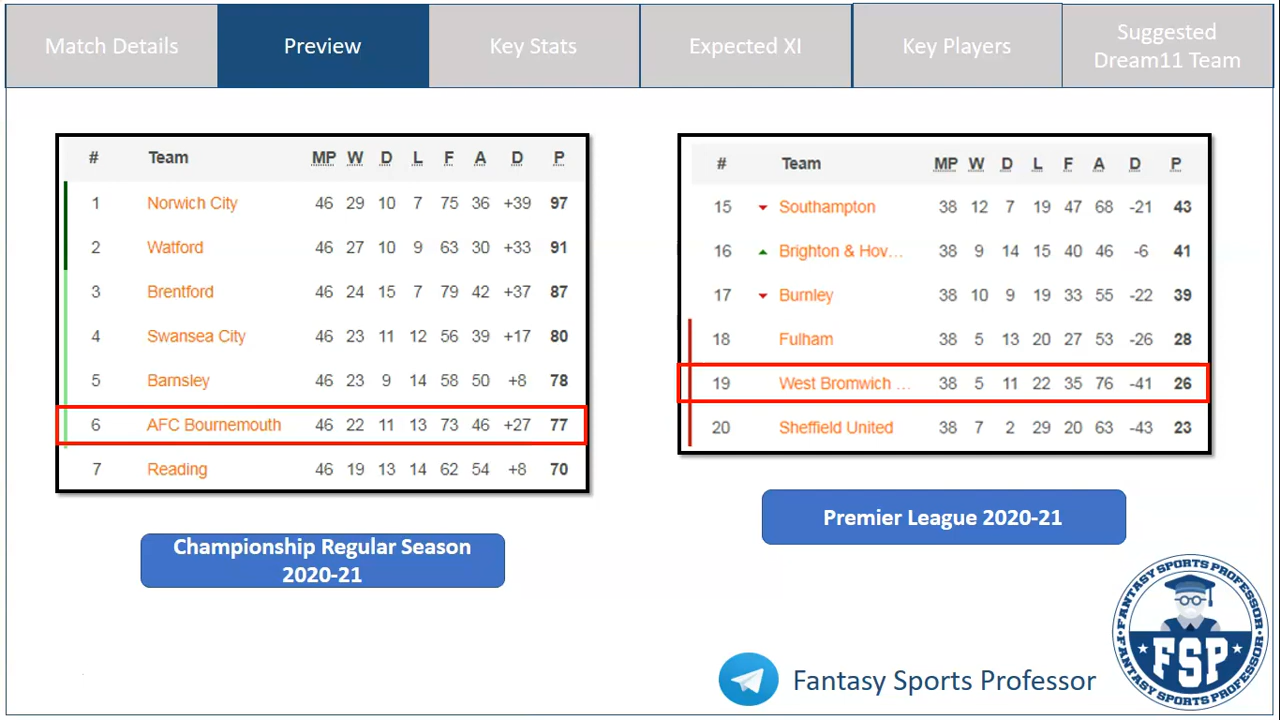 Match Details
Preview
Key Stats
Expected XI
Key Players
Suggested
Dream11 Team
# Team MP W D L F A D P
1 Norwich City 46 29 10 7 75 36 +39 97
2 Watford 46 27 10 9 63 30 +33 91
3 Brentford 46 24 15 7 79 42 +37 87
4 Swansea City 46 23 11 12 56 39 +17 80
5 Barnsley 46 23 9 14 58 50 +8 78
6 AFC Bournemouth 46 22 11 13 73 46 +27 77
7 Reading 46 19 13 14 62 54 +8 70
Championship Regular Season
2020-21
# Team MP W D L F A D P
15 Southampton 38 12 7 19 47 68 -21 43
16 Brighton & Hov... 38 9 14 15 40 46 -6 41
17 Burnley 38 10 9 19 33 55 -22 39
18 Fulham 38 5 13 20 27 53 -26 28
19 West Bromwich ... 38 5 11 22 35 76 -41 26
20 Sheffield United 38 7 2 29 20 63 -43 23
Premier League 2020-21
Fantasy Sports Professor
FANTASY SPORTS PROFESSOR
FSP
FANTASY SPORTS PROFESSOR